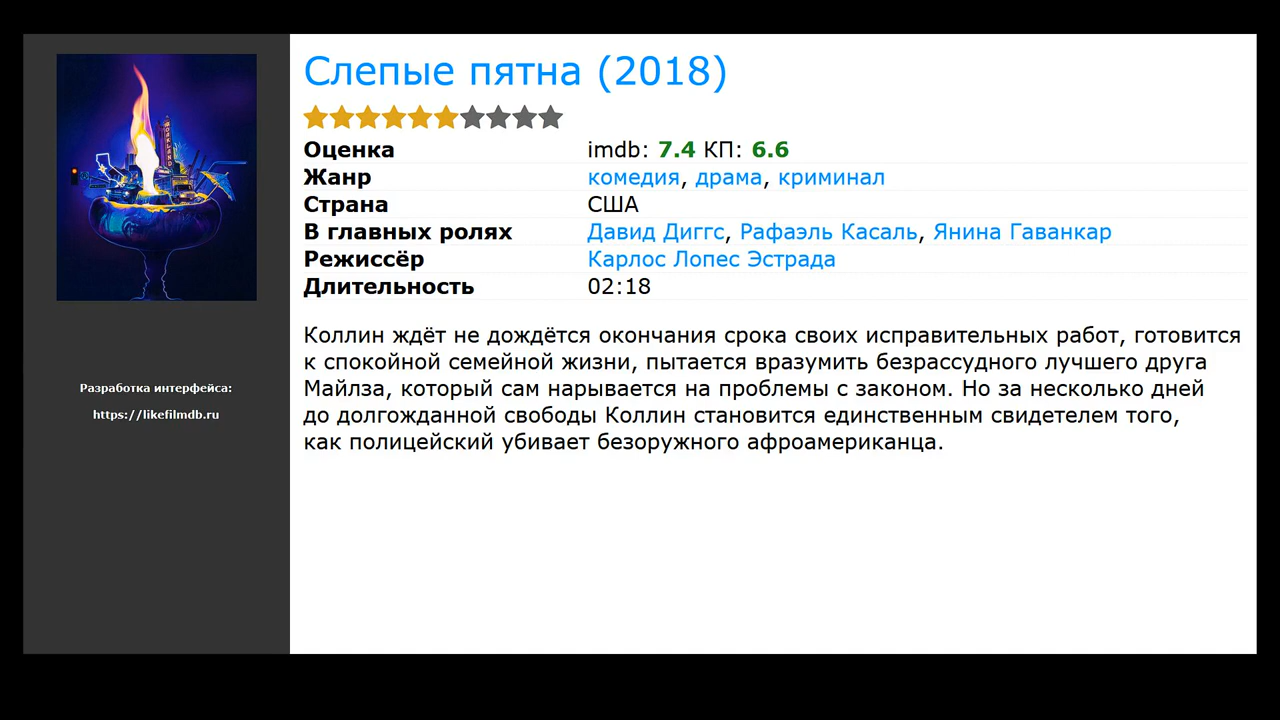 Слепые пятна (2018)
Оценка imdb: 7.4 КП: 6.6
Жанр комедия, драма, криминал
Страна США
В главных ролях Давид Диггс, Рафаэль Касаль, Янина Гаванкар
Режиссёр Карлос Лопес Эстрада
Длительность 02:18
Коллин ждёт не дождётся окончания срока своих исправительных работ, готовится
к спокойной семейной жизни, пытается вразумить безрассудного лучшего друга
Майлза, который сам нарывается на проблемы с законом. Но за несколько дней
до долгожданной свободы Коллин становится единственным свидетелем того,
как полицейский убивает безоружного афроамериканца.
OAKLAND
Разработка интерфейса:
https://likefilmdb.ru